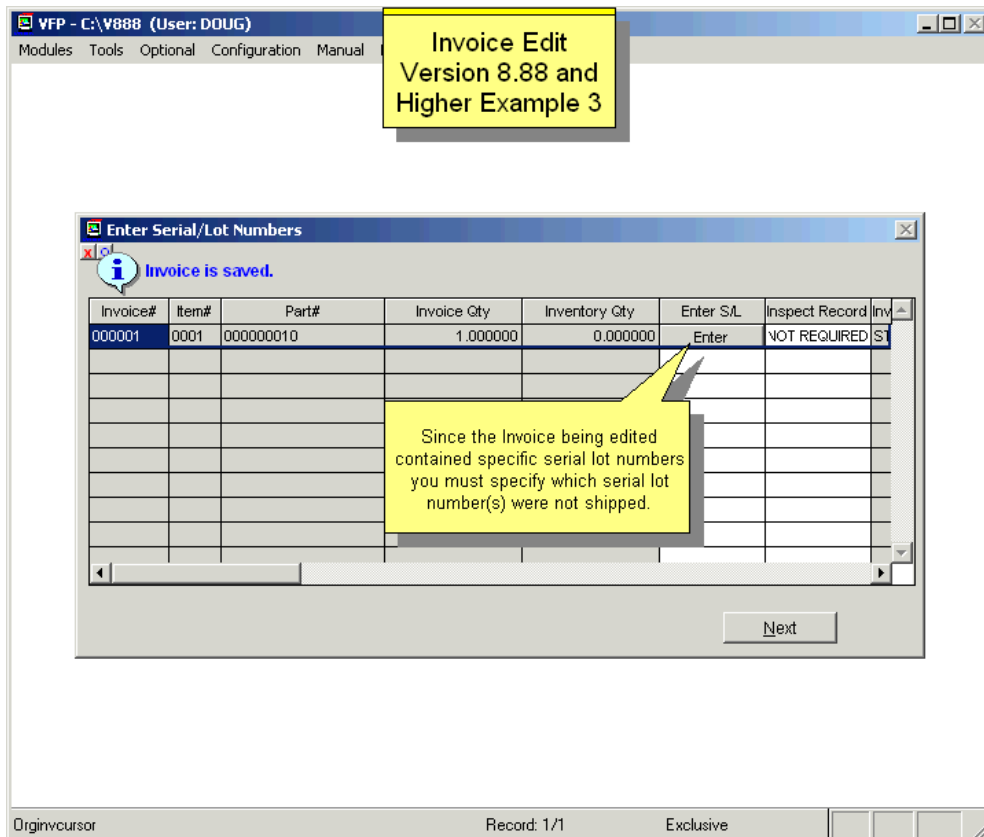 VFP - C:\V888 (User: DOUG)
Modules Tools Optional Configuration Manual
Invoice Edit
Version 8.88 and
Higher Example 3
Enter Serial/Lot Numbers
Invoice is saved.
Invoice# Item# Part# Invoice Qty Inventory Qty Enter S/L Inspect Record Inv
000001 0001 000000010 1.000000 0.000000 Enter NOT REQUIRED ST
Since the Invoice being edited
contained specific serial lot numbers
you must specify which serial lot
number(s) were not shipped.
Next
Orginvcursor Record: 1/1 Exclusive